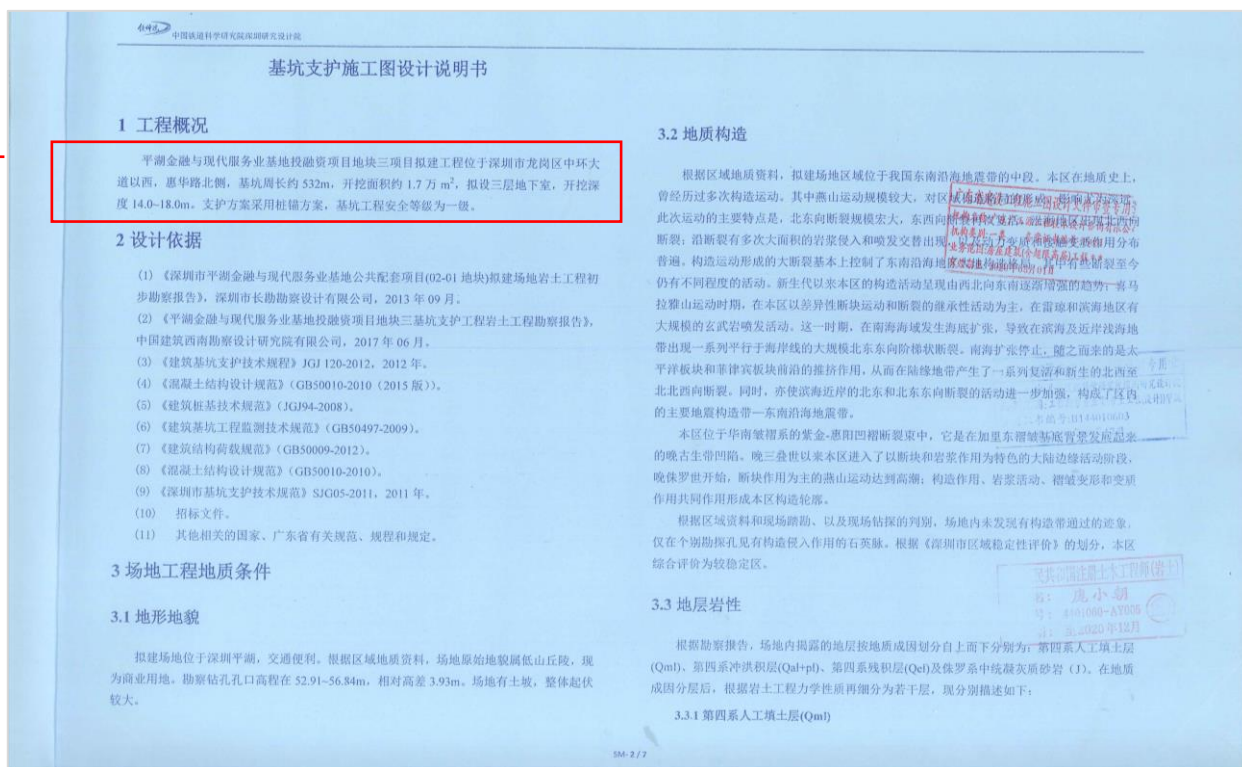 中国铁道科学研究院深圳研究设计院
基坑支护施工图设计说明书
1 工程概况
平湖金融与现代服务业基地投融资项目地块三项目拟建工程位于深圳市龙岗区中环大
道以西，惠华路北侧，基坑周长约 532m，开挖面积约 1.7 万 m²，拟设三层地下室，开挖深
度 14.0~18.0m。支护方案采用桩锚方案，基坑工程安全等级为一级。
2 设计依据
(1) 《深圳市平湖金融与现代服务业基地公共配套项目(02-01 地块)拟建场地岩土工程初
步勘察报告》，深圳市长勘勘察设计有限公司，2013 年 09 月。
(2) 《平湖金融与现代服务业基地投融资项目地块三基坑支护工程岩土工程勘察报告》，
中国建筑西南勘察设计研究院有限公司，2017 年 06 月。
(3) 《建筑基坑支护技术规程》JGJ 120-2012，2012 年。
(4) 《混凝土结构设计规范》（GB50010-2010（2015 版））。
(5) 《建筑桩基技术规范》（JGJ94-2008）。
(6) 《建筑基坑工程监测技术规范》（GB50497-2009）。
(7) 《建筑结构荷载规范》（GB50009-2012）。
(8) 《混凝土结构设计规范》（GB50010-2010）。
(9) 《深圳市基坑支护技术规范》SJG05-2011，2011 年。
(10) 招标文件。
(11) 其他相关的国家、广东省有关规范、规程和规定。
3 场地工程地质条件
3.1 地形地貌
拟建场地位于深圳平湖，交通便利。根据区域地质资料，场地原始地貌属低山丘陵，现
为商业用地。勘察钻孔孔口高程在 52.91~56.84m，相对高差 3.93m。场地有土坡，整体起伏
较大。
3.2 地质构造
根据区域地质资料，拟建场地区域位于我国东南沿海地震带的中段。本区在地质史上，
曾经历过多次构造运动。其中燕山运动规模较大，对区域
此次运动的主要特点是，北东向断裂规模宏大，东西向
断裂；沿断裂有多次大面积的岩浆侵入和喷发交替出现，以及动力变质和接触变质作用分布
普遍。构造运动形成的大断裂基本上控制了东南沿海地 其中有些断裂至今
仍有不同程度的活动。新生代以来本区的构造活动呈现由西北向东南逐渐增强的趋势，喜马
拉雅山运动时期，在本区以差异性断块运动和断裂的继承性活动为主，在雷琼和滨海地区有
大规模的玄武岩喷发活动。这一时期，在南海海域发生海底扩张，导致在滨海及近岸浅海地
带出现一系列平行于海岸线的大规模北东东向阶梯状断裂。南海扩张停止，随之而来的是太
平洋板块和菲律宾板块前沿的推挤作用，从而在陆缘地带产生了一系列复活和新生的北西至
北北西向断裂。同时，亦使滨海近岸的北东和北东东向断裂的活动进一步加强，构成了区内
的主要地震构造带—东南沿海地震带。
本区位于华南皱褶系的紫金-惠阳凹褶断裂束中，它是在加里东褶皱基底背景发展起来
的晚古生带凹陷。晚三叠世以来本区进入了以断块和岩浆作用为特色的大陆边缘活动阶段，
晚侏罗世开始，断块作用为主的燕山运动达到高潮；构造作用、岩浆活动、褶皱变形和变质
作用共同作用形成本区构造轮廓。
根据区域资料和现场踏勘、以及现场钻探的判别，场地内未发现有构造带通过的迹象，
仅在个别勘探孔见有构造侵入作用的石英脉。根据《深圳市区域稳定性评价》的划分，本区
综合评价为较稳定区。
3.3 地层岩性
根据勘察报告，场地内揭露的地层按地质成因划分自上而下分别为：第四系人工填土层
(Qml)、第四系冲洪积层(Qal+pl)、第四系残积层(Qel)及侏罗系中统凝灰质砂岩（J）。在地质
成因分层后，根据岩土工程力学性质再细分为若干层，现分别描述如下：
3.3.1 第四系人工填土层(Qml)
SM- 2 / 7